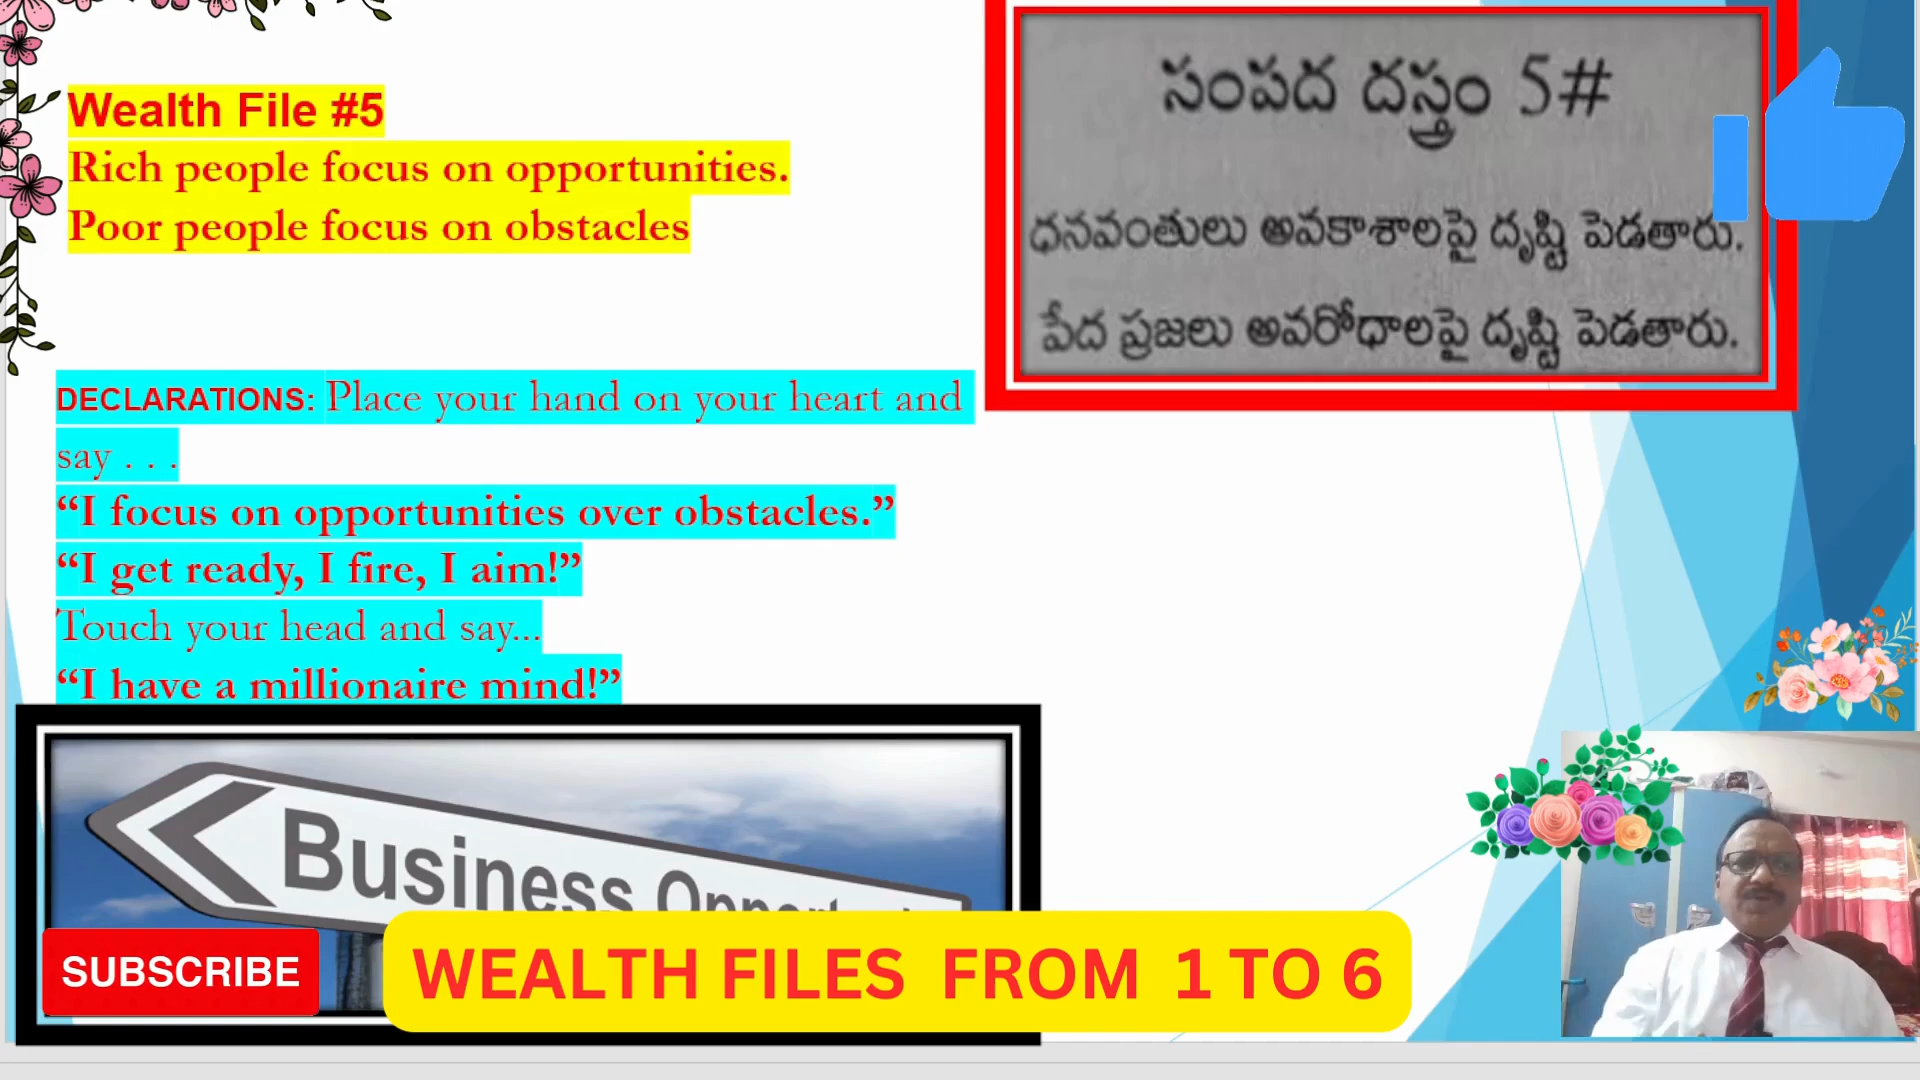 Wealth File #5
Rich people focus on opportunities.
Poor people focus on obstacles
సంపద దస్త్రం 5#
ధనవంతులు అవకాశాలపై దృష్టి పెడతారు.
పేద ప్రజలు అవరోధాలపై దృష్టి పెడతారు.
DECLARATIONS: Place your hand on your heart and
say . . .
“I focus on opportunities over obstacles.”
“I get ready, I fire, I aim!”
Touch your head and say...
“I have a millionaire mind!”
Business
SUBSCRIBE
WEALTH FILES FROM 1 TO 6